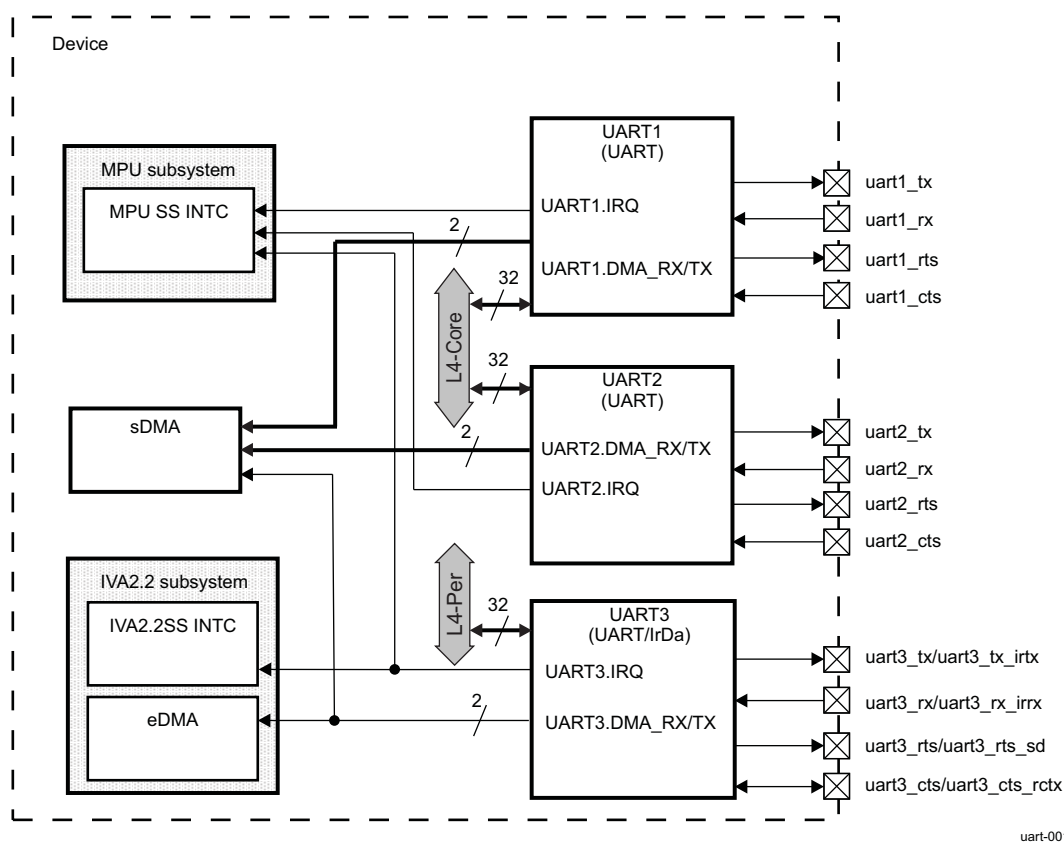 Device
MPU subsystem
MPU SS INTC
sDMA
IVA2.2 subsystem
IVA2.2SS INTC
eDMA
2
32
L4-Core
32
2
L4-Per
32
2
UART1
(UART)
UART1.IRQ
UART1.DMA_RX/TX
UART2
(UART)
UART2.DMA_RX/TX
UART2.IRQ
UART3
(UART/IrDa)
UART3.IRQ
UART3.DMA_RX/TX
uart1_tx
uart1_rx
uart1_rts
uart1_cts
uart2_tx
uart2_rx
uart2_rts
uart2_cts
uart3_tx/uart3_tx_irtx
uart3_rx/uart3_rx_irrx
uart3_rts/uart3_rts_sd
uart3_cts/uart3_cts_rctx
uart-00